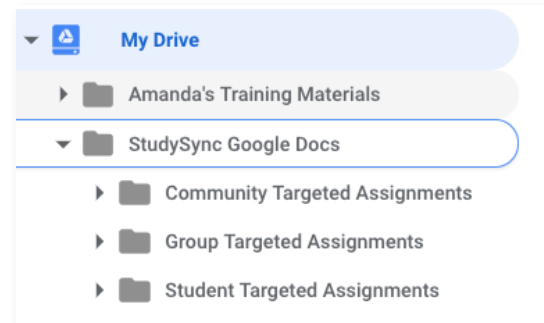 My Drive
Amanda's Training Materials
StudySync Google Docs
Community Targeted Assignments
Group Targeted Assignments
Student Targeted Assignments